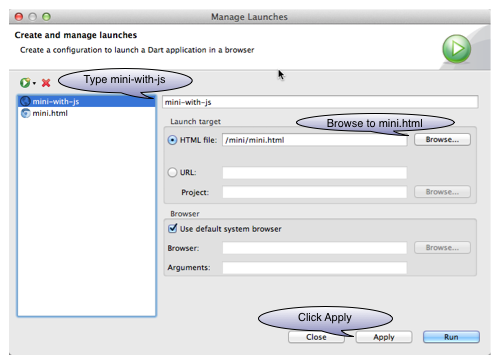 Manage Launches
Create and manage launches
Create a configuration to launch a Dart application in a browser
Type mini-with-js
mini-with-js
mini.html
mini-with-js
Launch target
Browse to mini.html
HTML file: /mini/mini.html Browse...
URL:
Project: Browse...
Browser
Use default system browser
Browser: Browse...
Arguments:
Click Apply
Close Apply Run